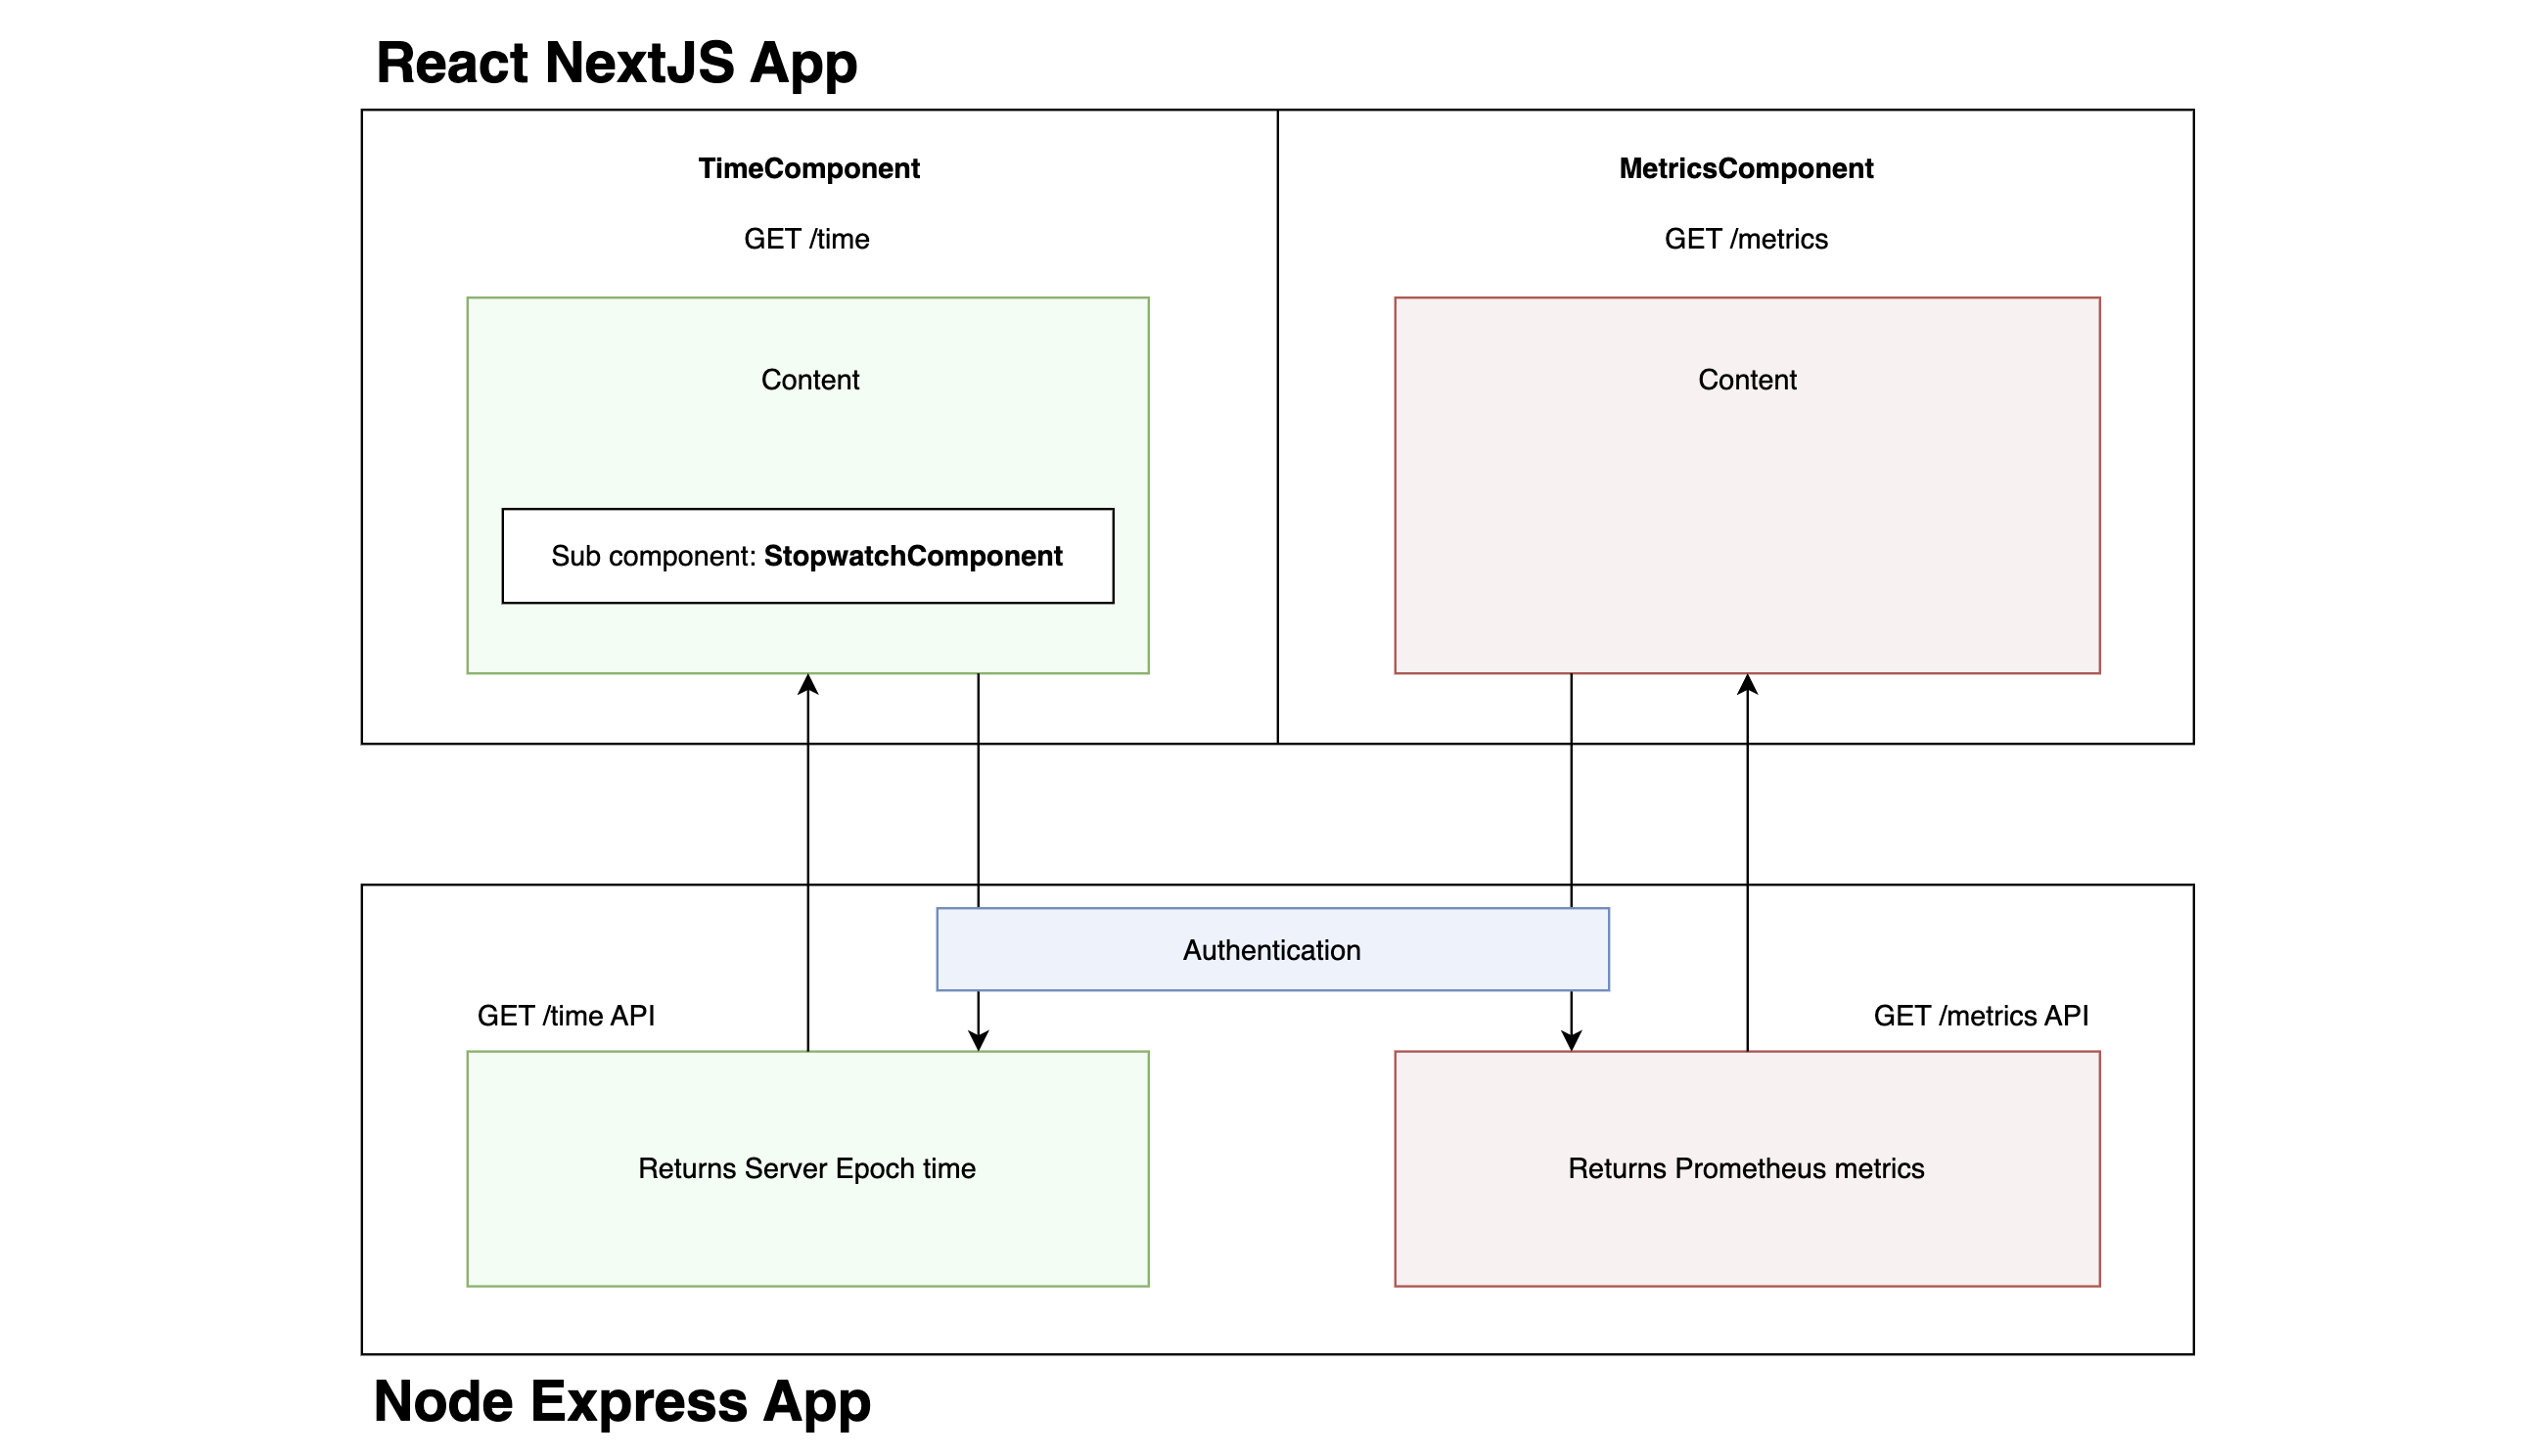 React NextJS App
TimeComponent
GET /time
Content
Sub component: StopwatchComponent
MetricsComponent
GET /metrics
Content
Authentication
GET /time API
Returns Server Epoch time
GET /metrics API
Returns Prometheus metrics
Node Express App